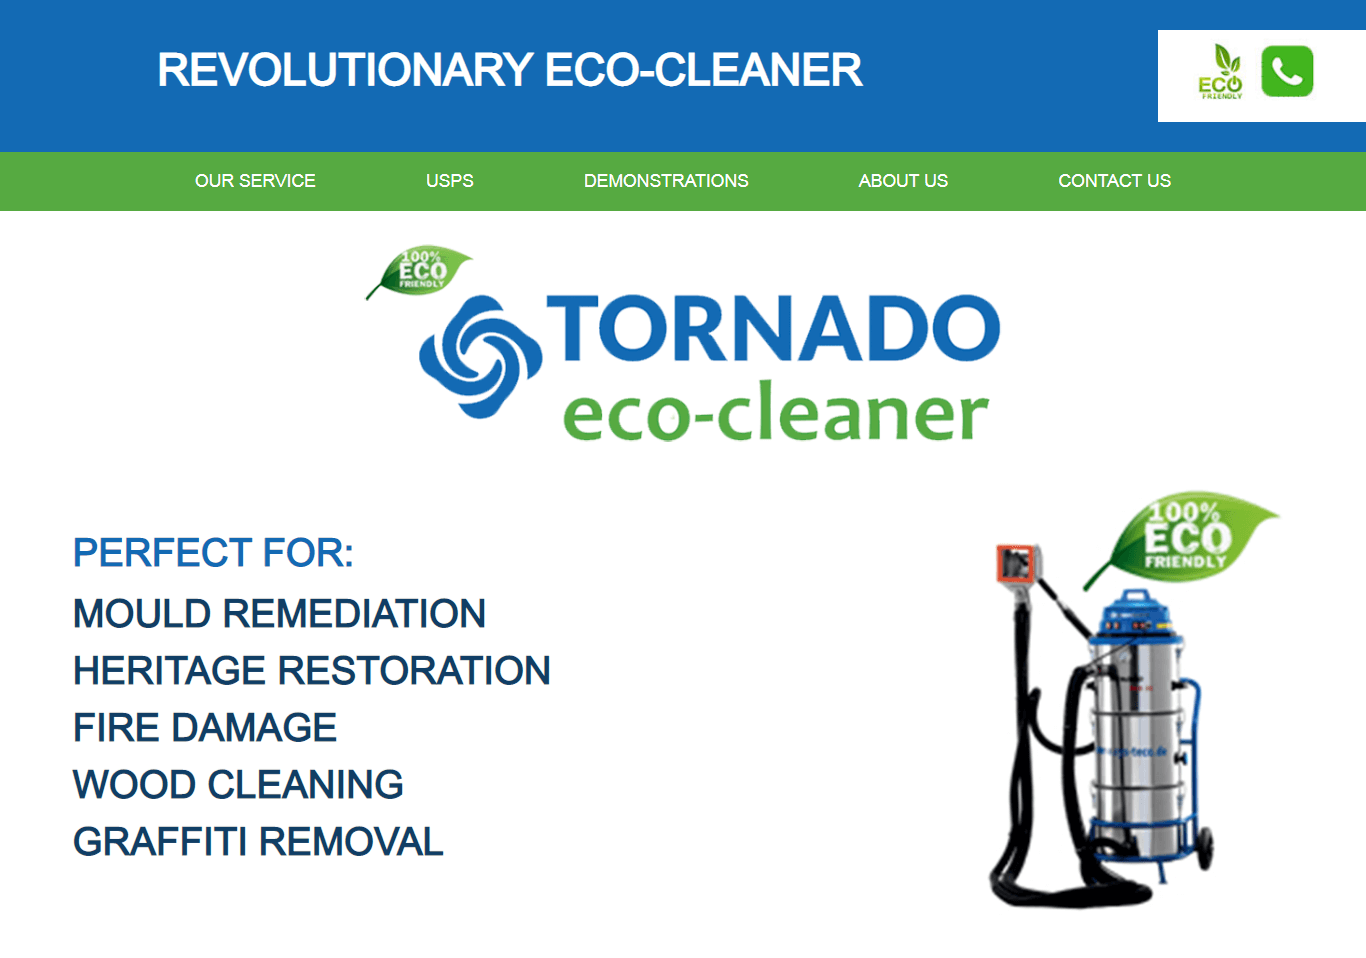 REVOLUTIONARY ECO-CLEANER
ECO
FRIENDLY
OUR SERVICE USPS DEMONSTRATIONS ABOUT US CONTACT US
100%
ECO
FRIENDLY
TORNADO
eco-cleaner
100%
ECO
FRIENDLY
PERFECT FOR:
MOULD REMEDIATION
HERITAGE RESTORATION
FIRE DAMAGE
WOOD CLEANING
GRAFFITI REMOVAL